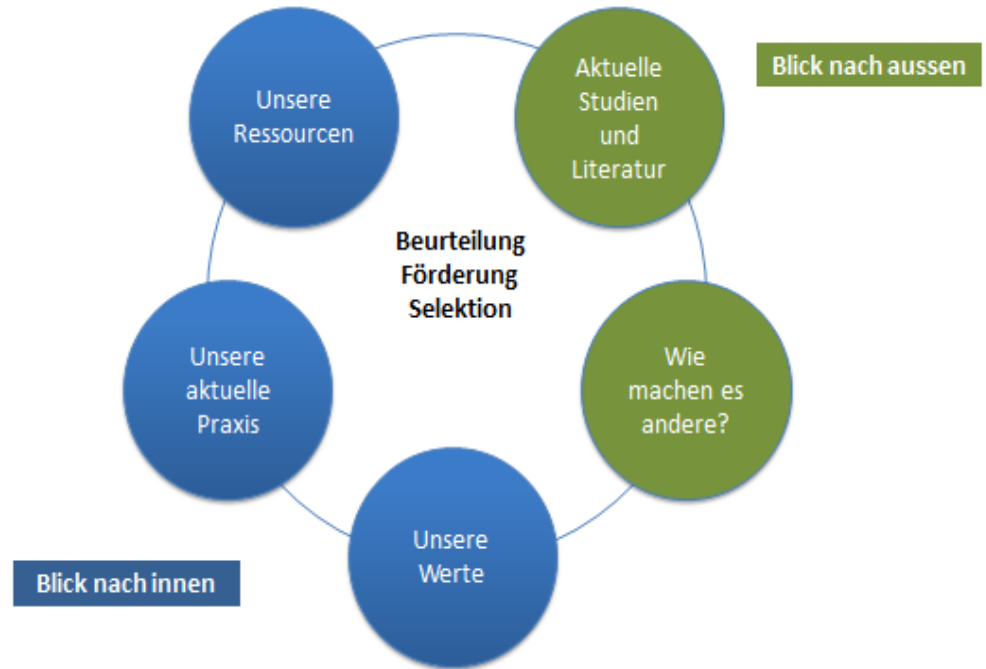 Unsere
Ressourcen
Aktuelle
Studien
und
Literatur
Blick nach aussen
Beurteilung
Förderung
Selektion
Unsere
aktuelle
Praxis
Wie
machen es
andere?
Unsere
Werte
Blick nach innen